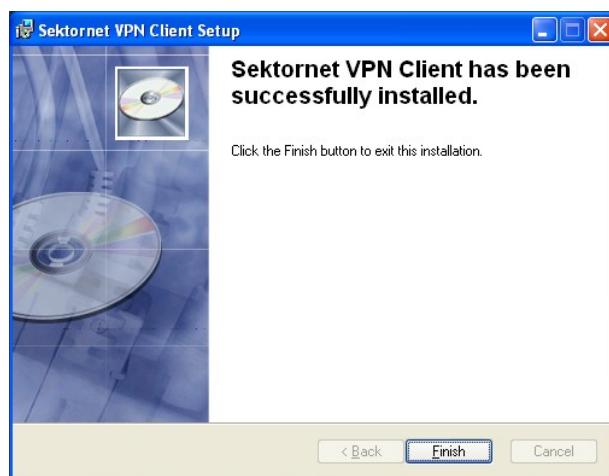 Sektornet VPN Client Setup
Sektornet VPN Client has been
successfully installed.
Click the Finish button to exit this installation.
< Back
Finish
Cancel